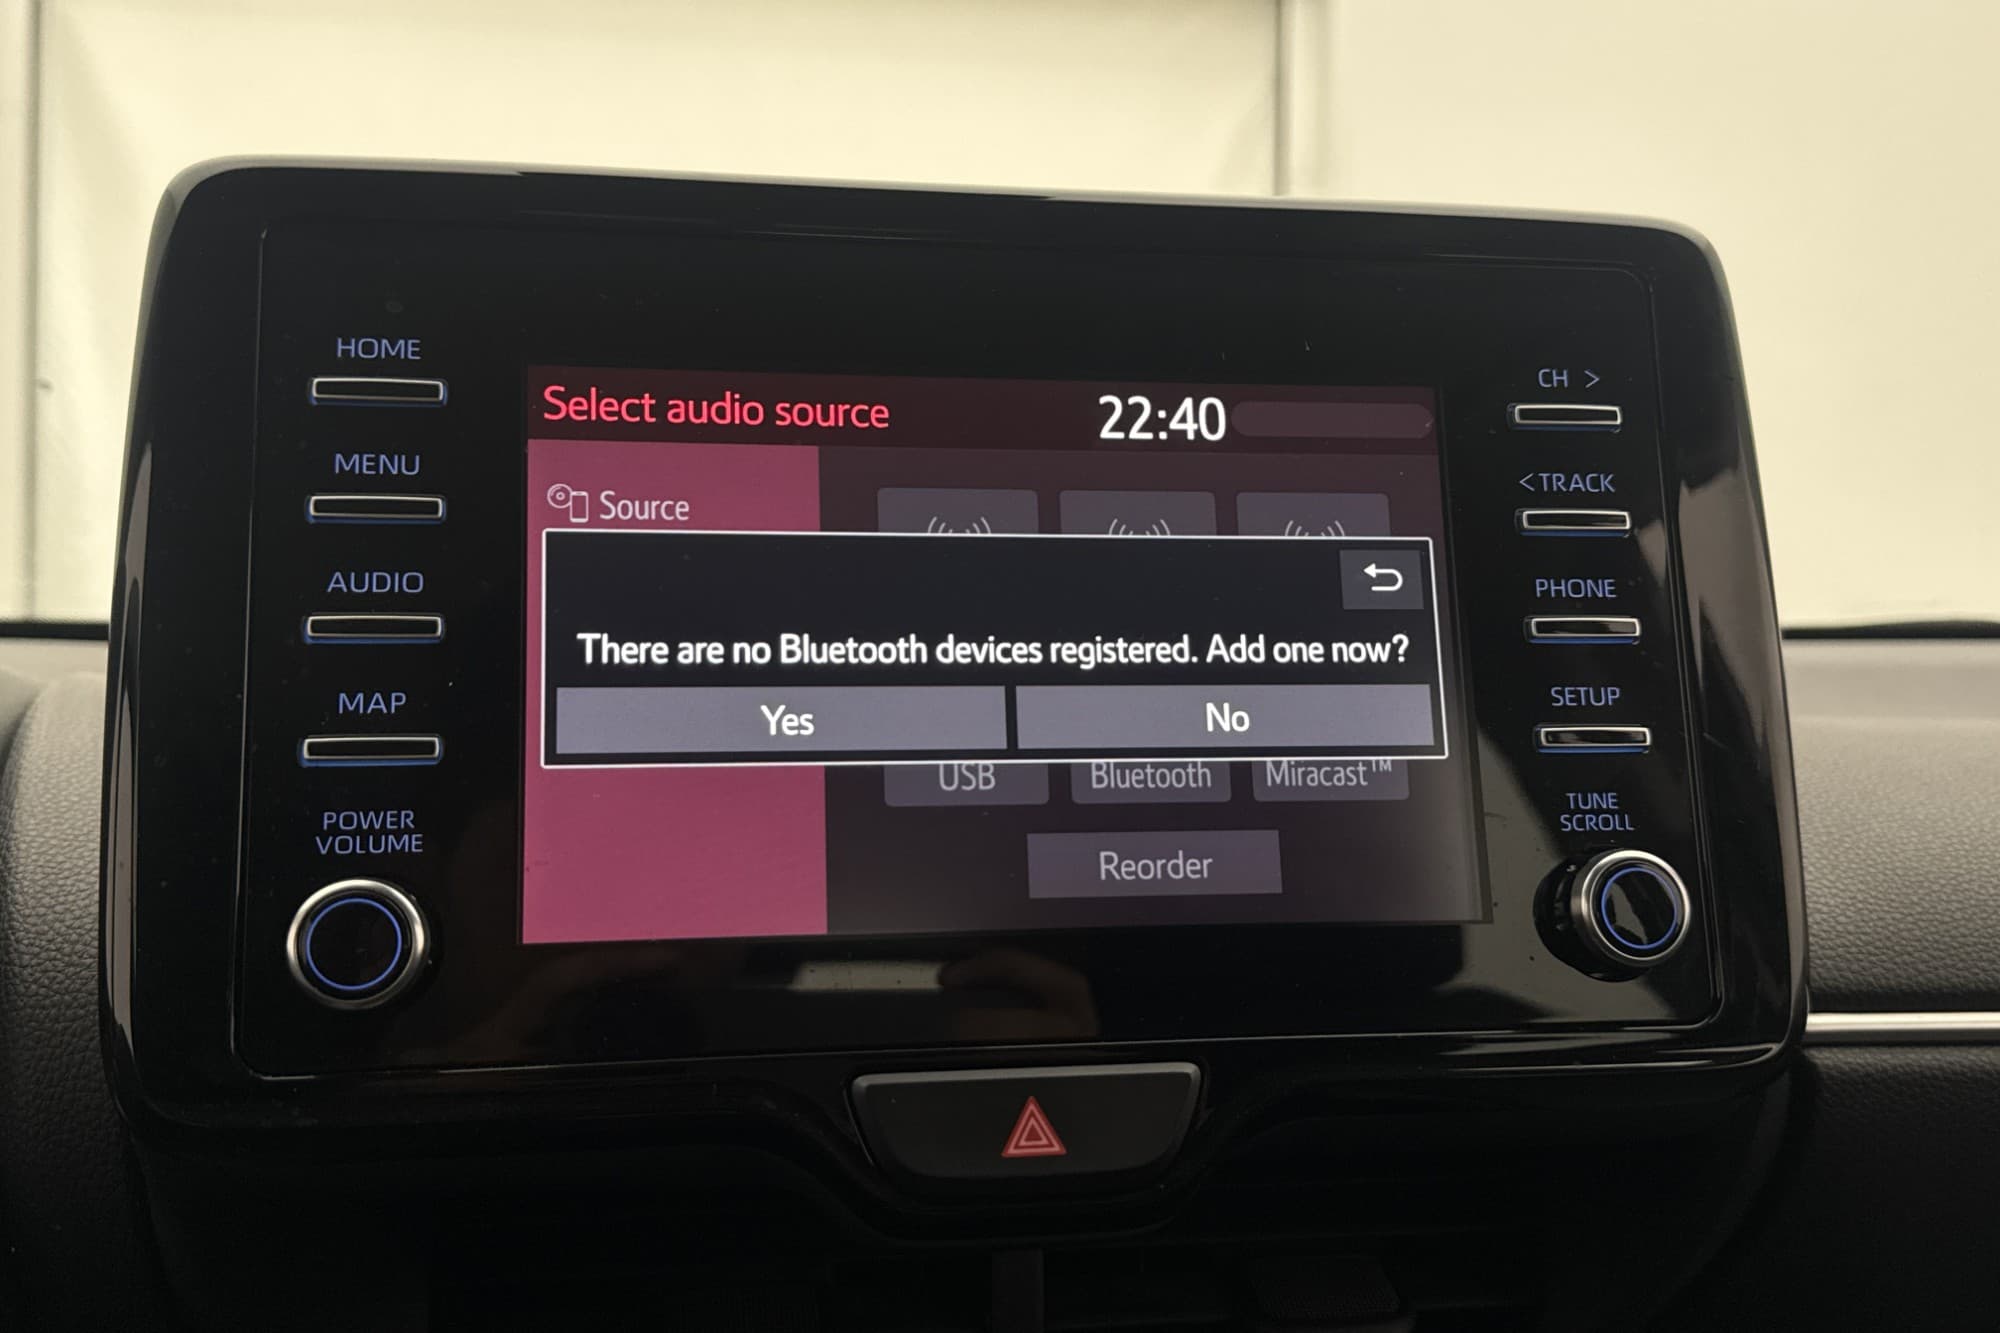 HOME
MENU
AUDIO
MAP
POWER
VOLUME
Select audio source
22:40
Source
There are no Bluetooth devices registered. Add one now?
Yes
No
USB
Bluetooth
Miracast™
Reorder
CH >
<TRACK
PHONE
SETUP
TUNE
SCROLL